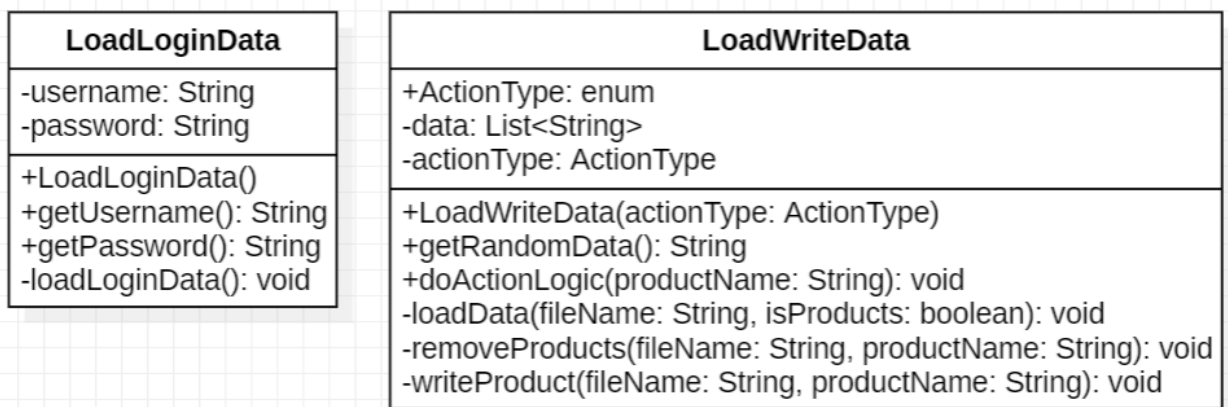 LoadLoginData
-username: String
-password: String
+LoadLoginData()
+getUsername(): String
+getPassword(): String
-loadLoginData(): void
LoadWriteData
+ActionType: enum
-data: List<String>
-actionType: ActionType
+LoadWriteData(actionType: ActionType)
+getRandomData(): String
+doActionLogic(productName: String): void
-loadData(fileName: String, isProducts: boolean): void
-removeProducts(fileName: String, productName: String): void
-writeProduct(fileName: String, productName: String): void